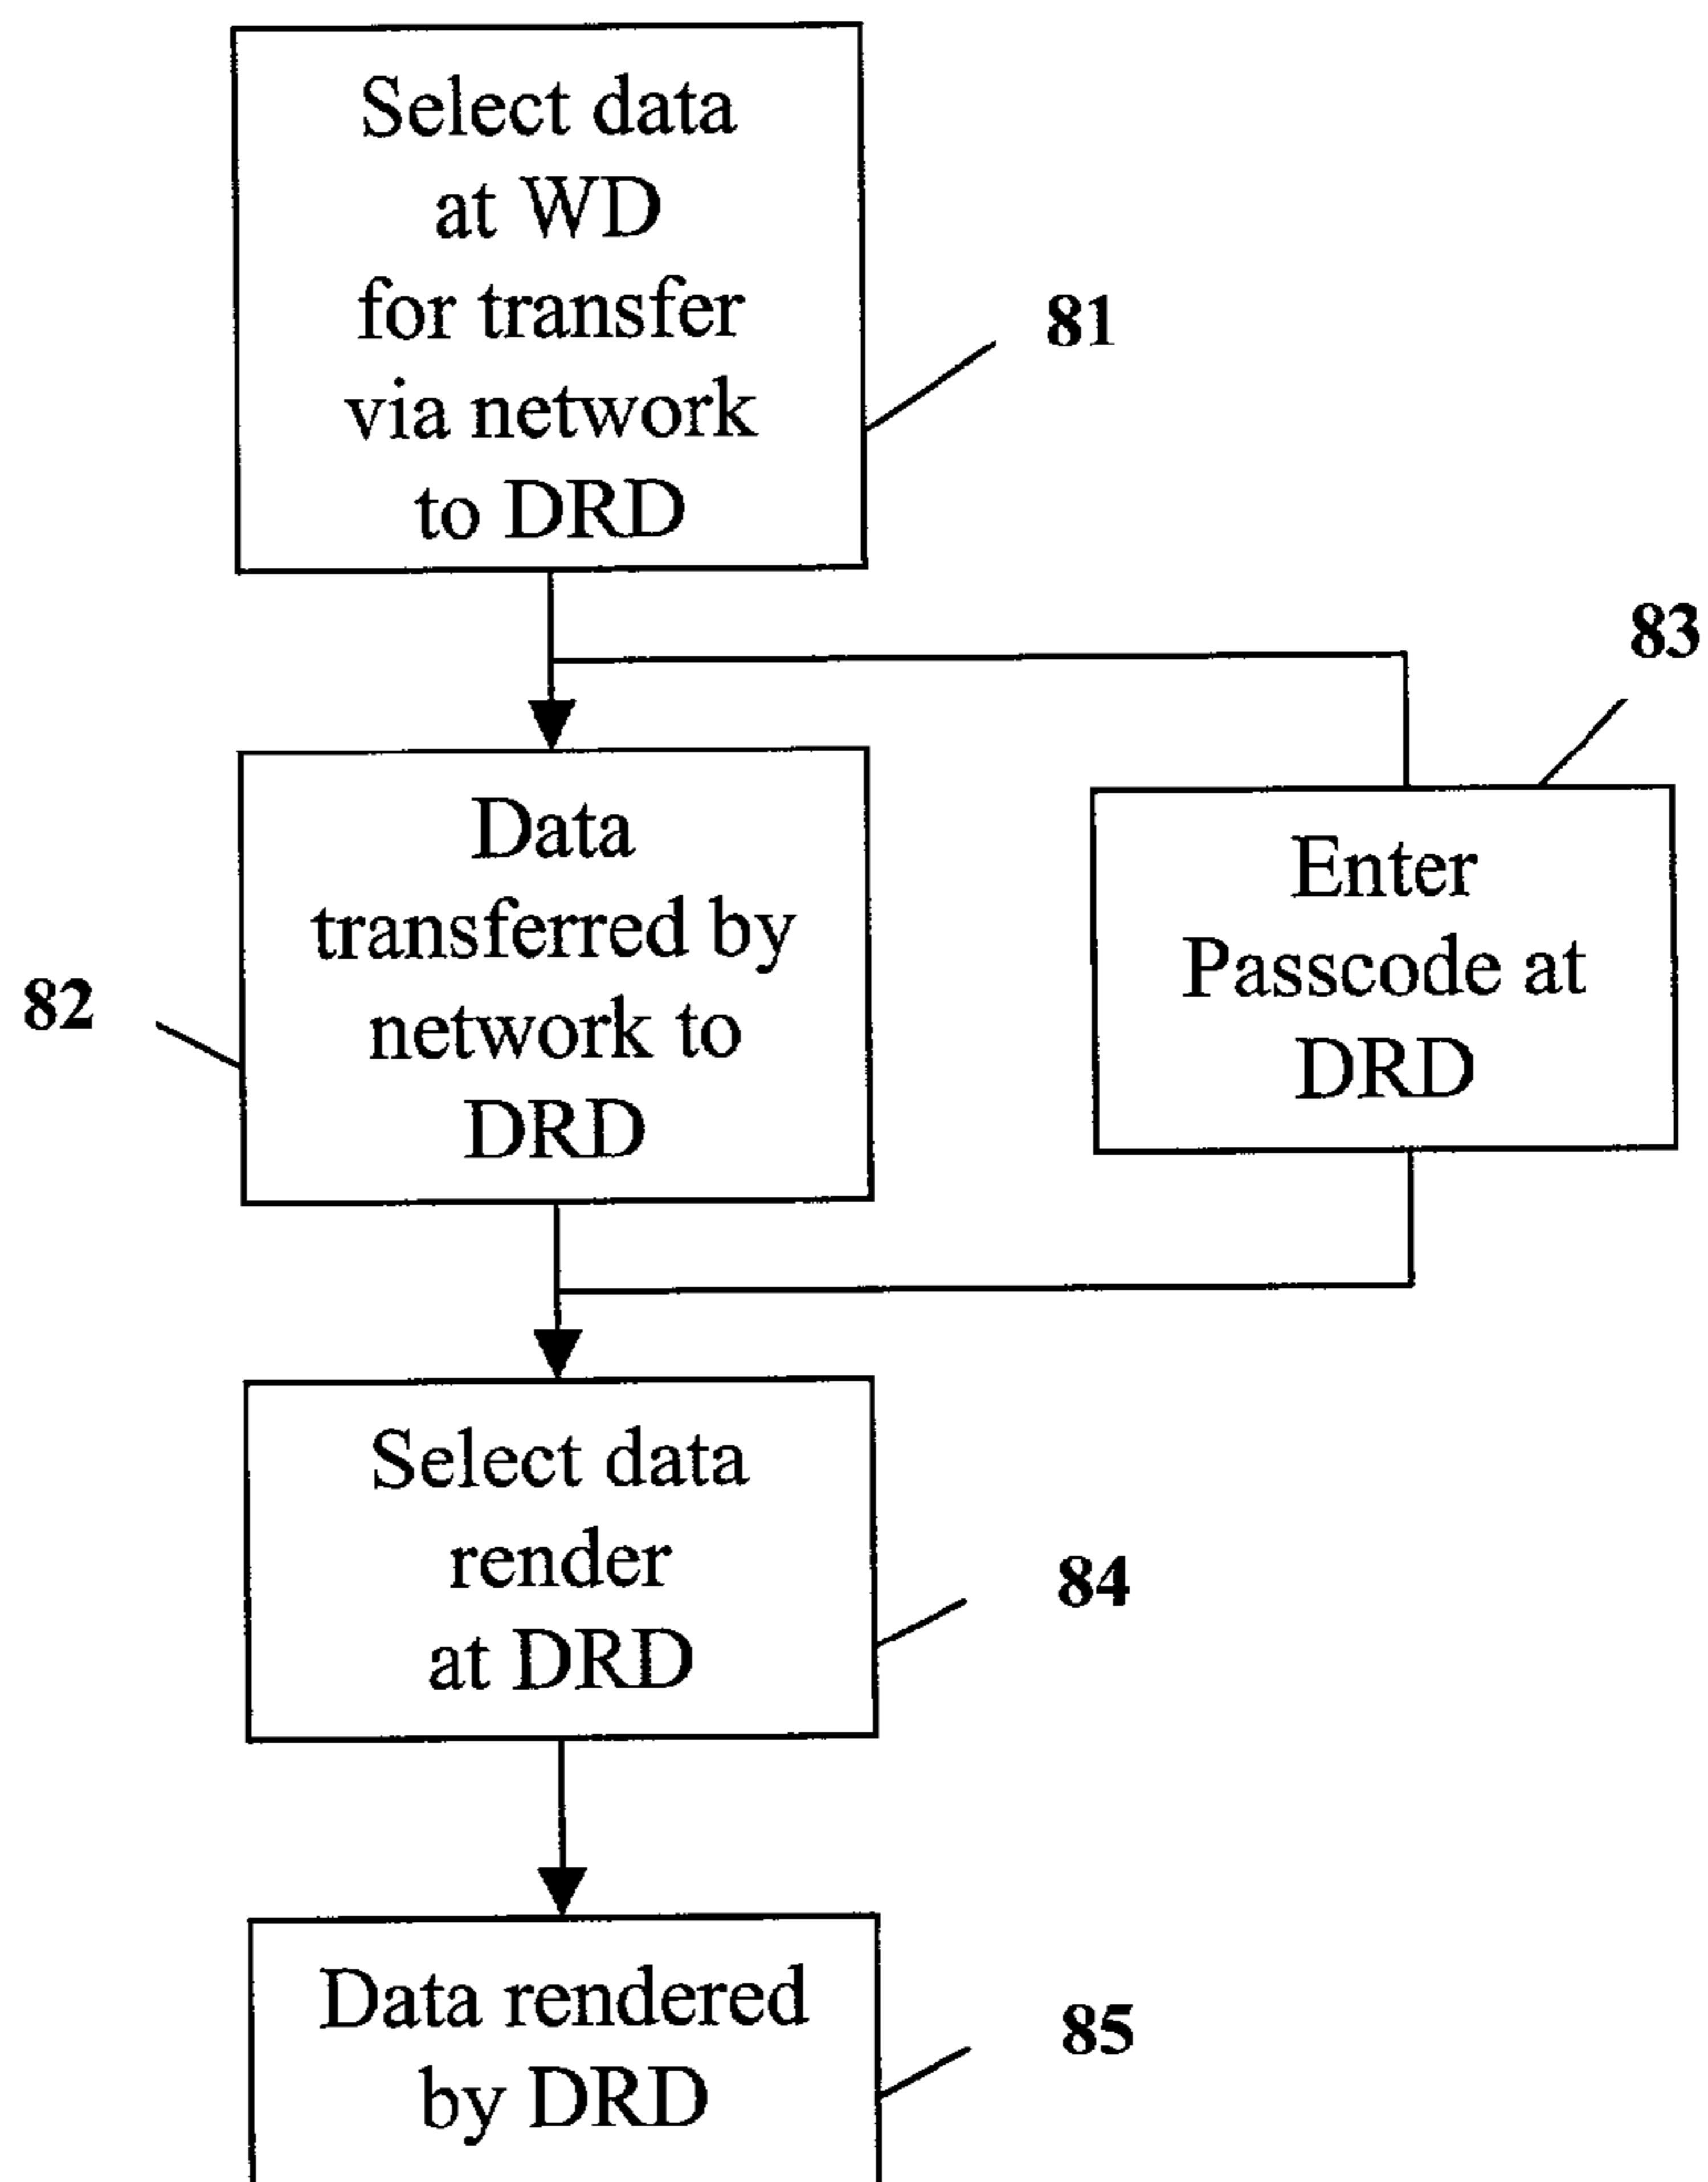 Select data
at WD
for transfer
via network
to DRD
81
83
Data
transferred by
network to
DRD
82
Enter
Passcode at
DRD
Select data
render
at DRD
84
Data rendered
by DRD
85